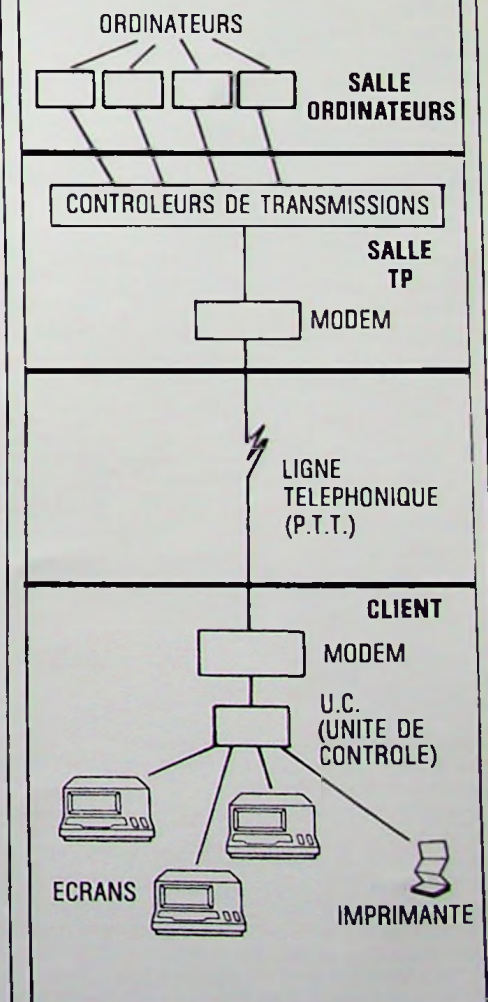 ORDINATEURS
SALLE
ORDINATEURS
CONTROLEURS DE TRANSMISSIONS
SALLE
TP
MODEM
LIGNE
TELEPHONIQUE
(P.T.T.)
CLIENT
MODEM
U.C.
(UNITE DE
CONTROLE)
ECRANS
IMPRIMANTE